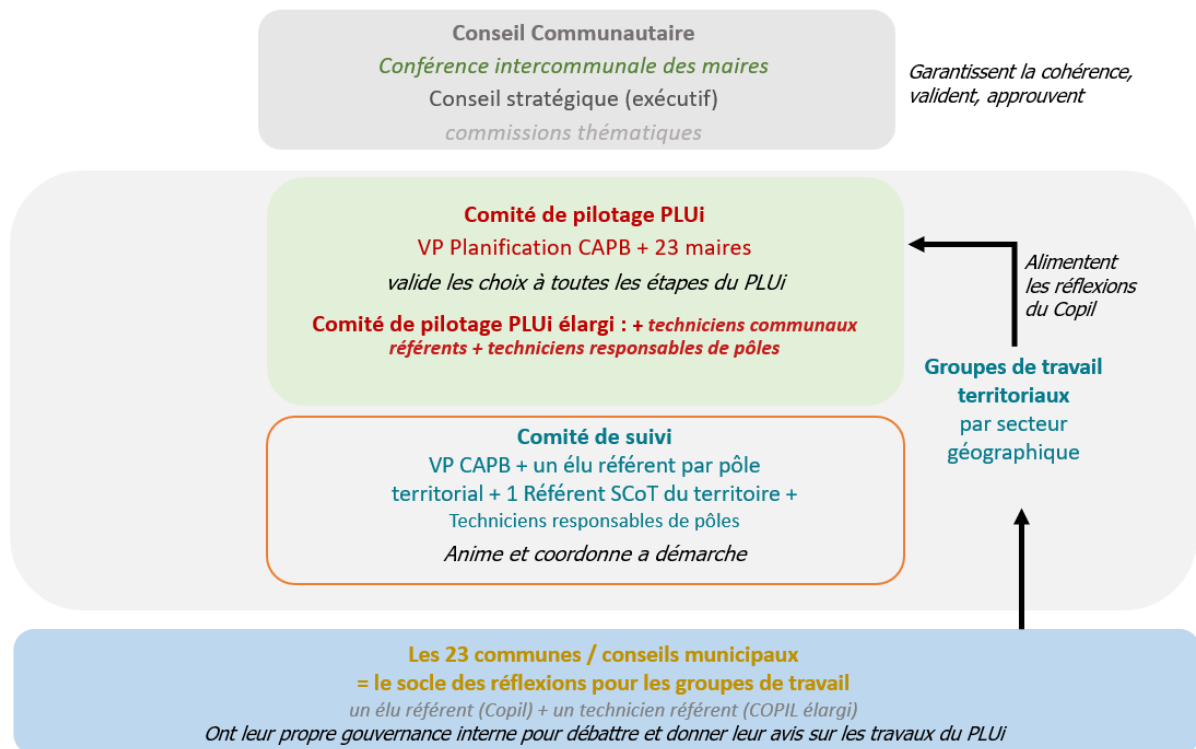 Conseil Communautaire
Conférence intercommunale des maires
Conseil stratégique (exécutif)
commissions thématiques
Garantissent la cohérence,
valident, approuvent
Comité de pilotage PLUi
VP Planification CAPB + 23 maires
valide les choix à toutes les étapes du PLUi
Comité de pilotage PLUi élargi : + techniciens communaux
référents + techniciens responsables de pôles
Alimentent
les réflexions
du Copil
Groupes de travail
territoriaux
par secteur
géographique
Comité de suivi
VP CAPB + un élu référent par pôle
territorial + 1 Référent SCoT du territoire +
Techniciens responsables de pôles
Anime et coordonne a démarche
Les 23 communes / conseils municipaux
= le socle des réflexions pour les groupes de travail
un élu référent (Copil) + un technicien référent (COPIL élargi)
Ont leur propre gouvernance interne pour débattre et donner leur avis sur les travaux du PLUi